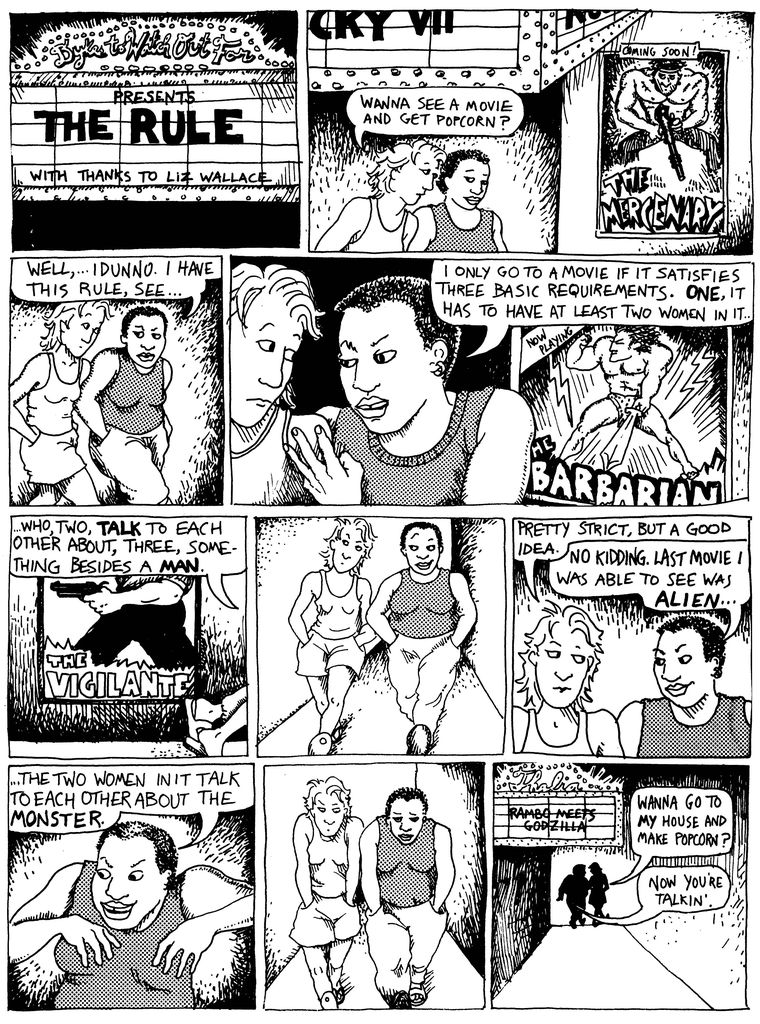 Dykes to Watch Out For
PRESENTS
THE RULE
WITH THANKS TO LIZ WALLACE
CKY VII
WANNA SEE A MOVIE
AND GET POPCORN?
COMING SOON!
THE
MERCENARY
WELL,... I DUNNO. I HAVE
THIS RULE, SEE...
I ONLY GO TO A MOVIE IF IT SATISFIES
THREE BASIC REQUIREMENTS. ONE, IT
HAS TO HAVE AT LEAST TWO WOMEN IN IT...
NOW PLAYING
THE
BARBARIAN
...WHO, TWO, TALK TO EACH
OTHER ABOUT, THREE, SOME-
THING BESIDES A MAN.
THE
VIGILANTE
PRETTY STRICT, BUT A GOOD
IDEA.
NO KIDDING. LAST MOVIE I
WAS ABLE TO SEE WAS
ALIEN...
...THE TWO WOMEN IN IT TALK
TO EACH OTHER ABOUT THE
MONSTER.
Thalia
RAMBO MEETS
GODZILLA
WANNA GO TO
MY HOUSE AND
MAKE POPCORN?
NOW YOU'RE
TALKIN'.